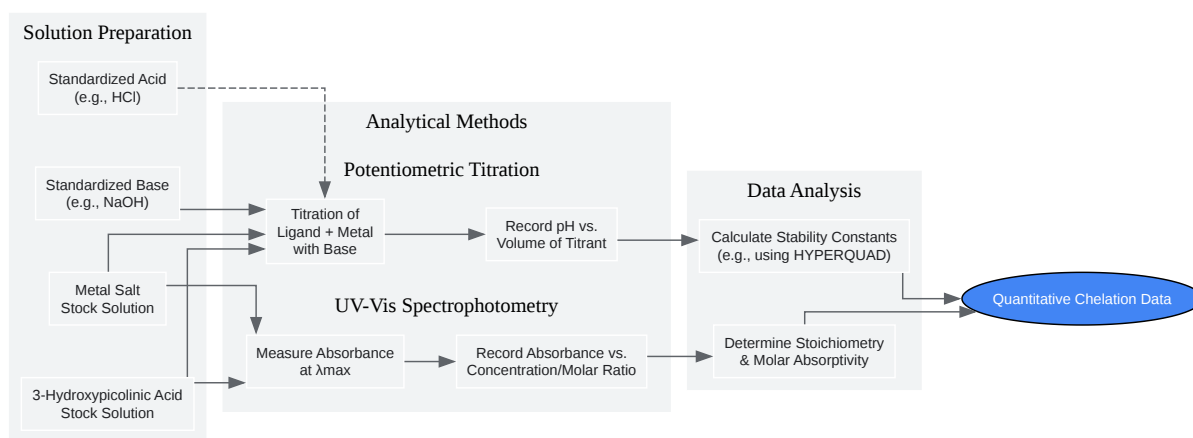 Solution Preparation
Standardized Acid
(e.g., HCl)
Standardized Base
(e.g., NaOH)
Metal Salt
Stock Solution
3-Hydroxypicolinic Acid
Stock Solution
Analytical Methods
Potentiometric Titration
Titration of
Ligand + Metal
with Base
Record pH vs.
Volume of Titrant
UV-Vis Spectrophotometry
Measure Absorbance
at λmax
Record Absorbance vs.
Concentration/Molar Ratio
Data Analysis
Calculate Stability Constants
(e.g., using HYPERQUAD)
Determine Stoichiometry
& Molar Absorptivity
Quantitative Chelation Data